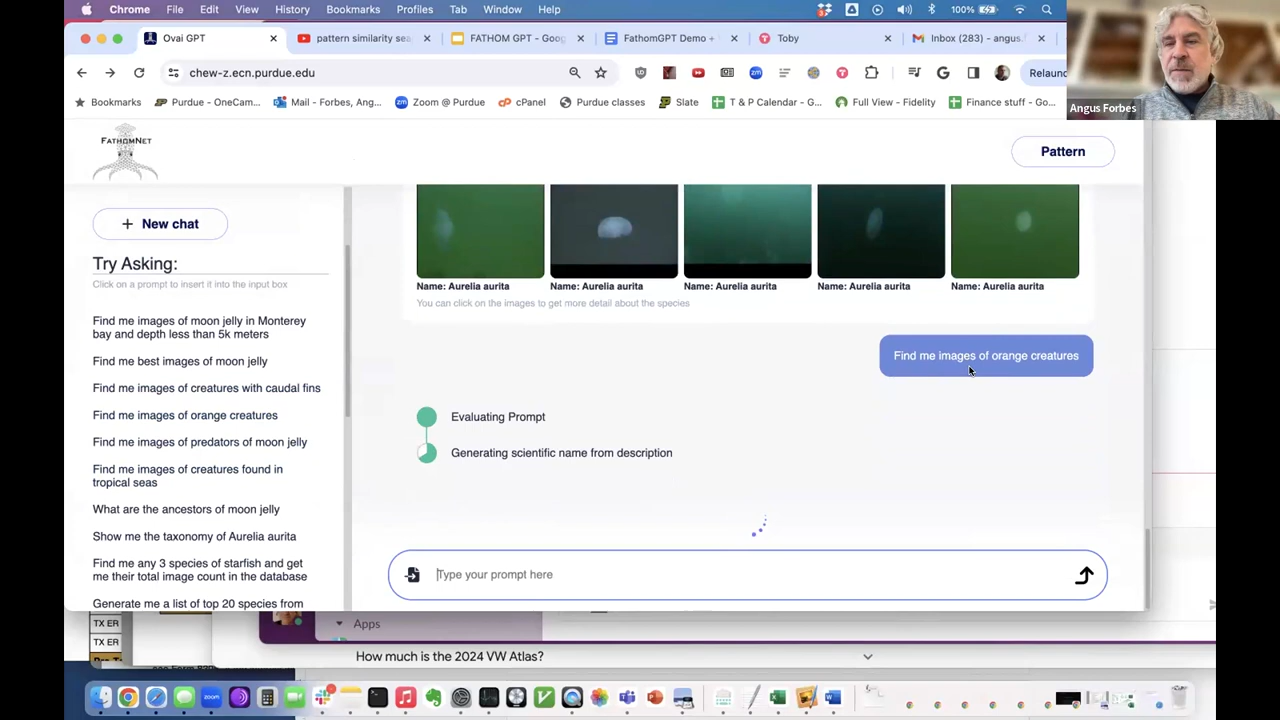 Chrome File Edit View History Bookmarks Profiles Tab Window Help 100%
Ovai GPT
pattern similarity sea
FATHOM GPT - Goog
FathomGPT Demo +
Toby
Inbox (283) - angus.f
chew-z.ecn.purdue.edu
Relaunc
Angus Forbes
Bookmarks
Purdue - OneCam...
Mail - Forbes, Ang...
Zoom @ Purdue
cPanel
Purdue classes
Slate
T & P Calendar - G...
Full View - Fidelity
Finance stuff - Go...
FATHOMNET
Pattern
New chat
Try Asking:
Click on a prompt to insert it into the input box
Find me images of moon jelly in Monterey
bay and depth less than 5k meters
Find me best images of moon jelly
Find me images of creatures with caudal fins
Find me images of orange creatures
Find me images of predators of moon jelly
Find me images of creatures found in
tropical seas
What are the ancestors of moon jelly
Show me the taxonomy of Aurelia aurita
Find me any 3 species of starfish and get
me their total image count in the database
Generate me a list of top 20 species from
Name: Aurelia aurita
Name: Aurelia aurita
Name: Aurelia aurita
Name: Aurelia aurita
Name: Aurelia aurita
You can click on the images to get more detail about the species
Find me images of orange creatures
Evaluating Prompt
Generating scientific name from description
Type your prompt here
TX ER
TX ER
Apps
How much is the 2024 VW Atlas?
zoom